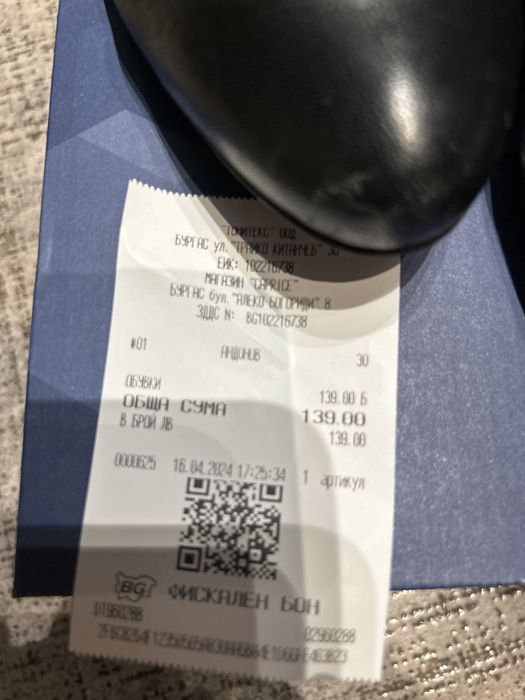 "ТОНИТЕКС" ООД
БУРГАС ул. "ТРАЙКО КИТАНЧЕВ" 30
ЕИК: 102216738
МАГАЗИН "CAPRICE"
БУРГАС бул. "АЛЕКО БОГОРИДИ" 8
ЗДДС N: BG102216738
#01 АНДОНОВ 30
ОБУВКИ 139.00 Б
ОБЩА СУМА 139.00
В БРОЙ ЛВ 139.00
0000625 16.04.2024 17:25:34 1 артикул
BG ФИСКАЛЕН БОН
DT960288 02960288